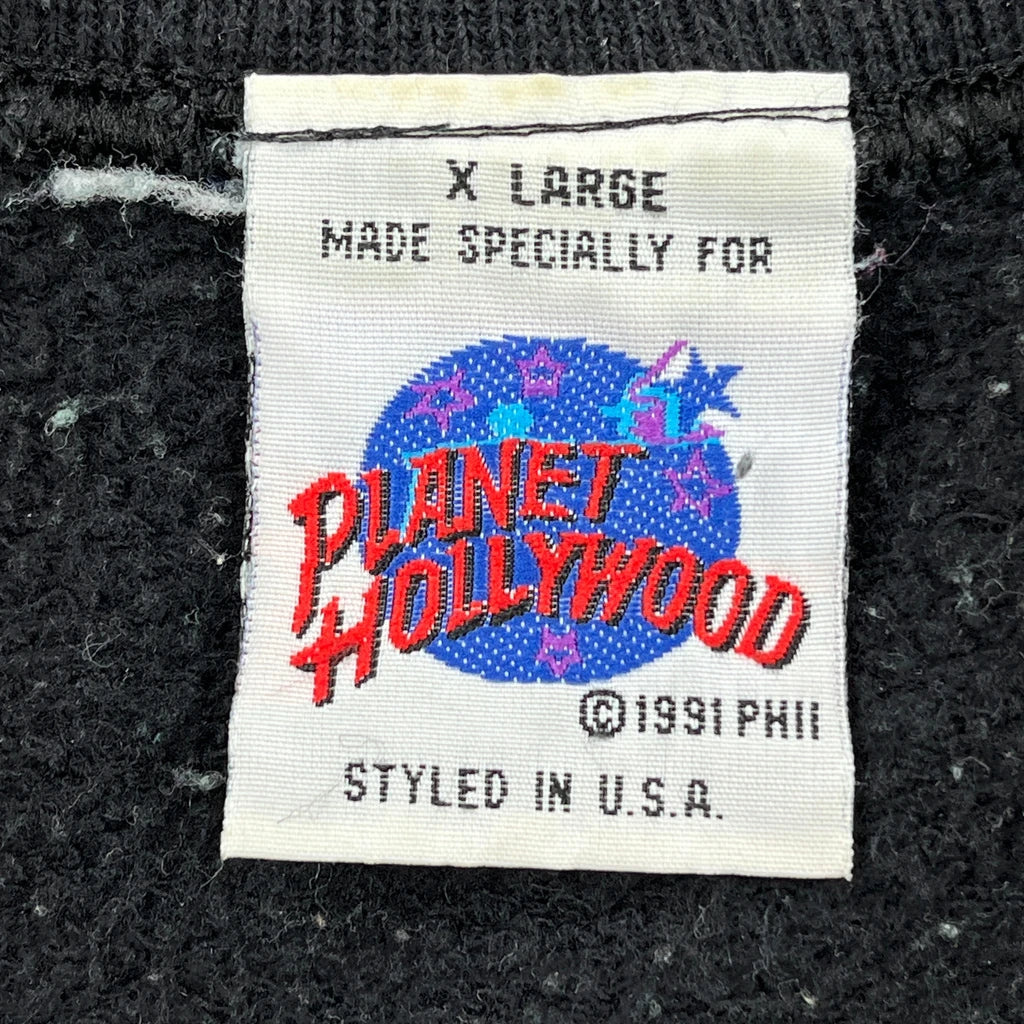 X LARGE
MADE SPECIALLY FOR
PLANET
HOLLYWOOD
©1991 PHII
STYLED IN U.S.A.